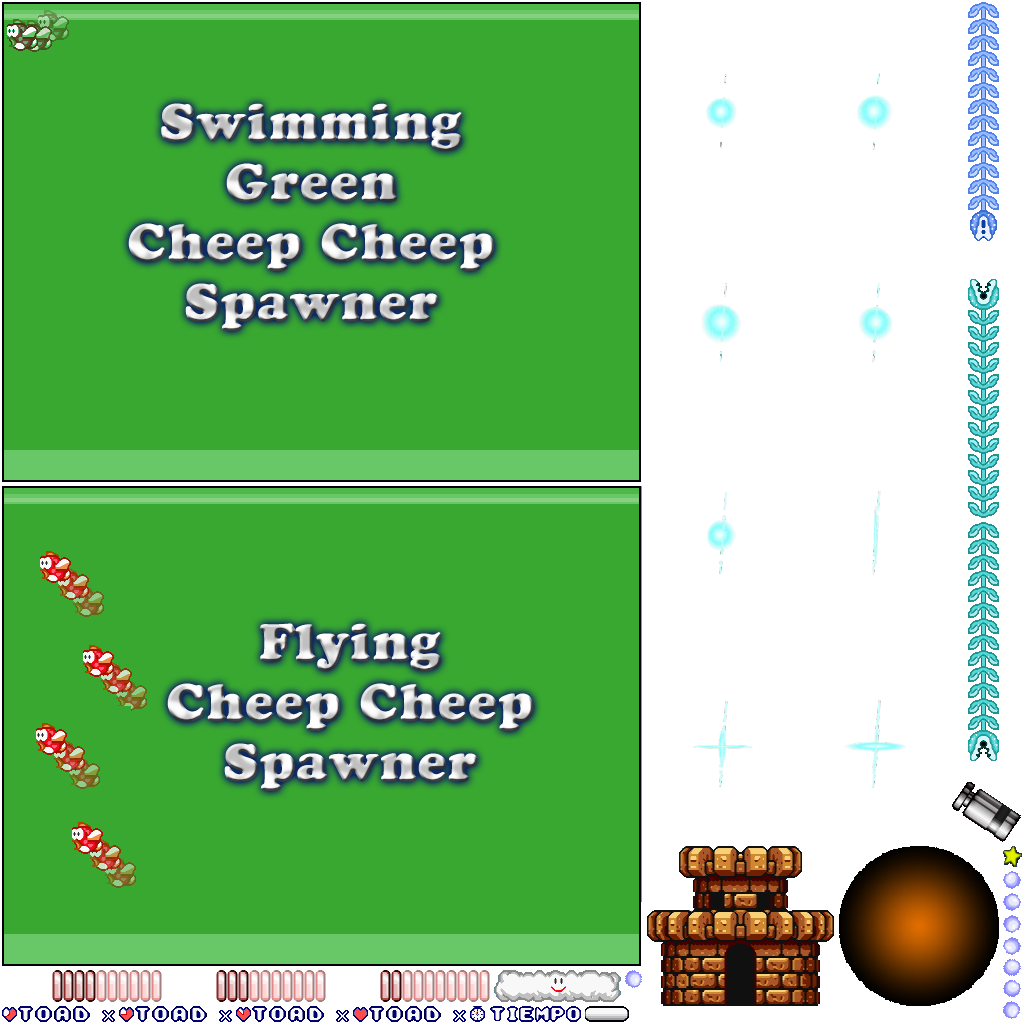 Swimming
Green
Cheep Cheep
Spawner
Flying
Cheep Cheep
Spawner
TOAD x TOAD x TOAD x TOAD x TIEMPO